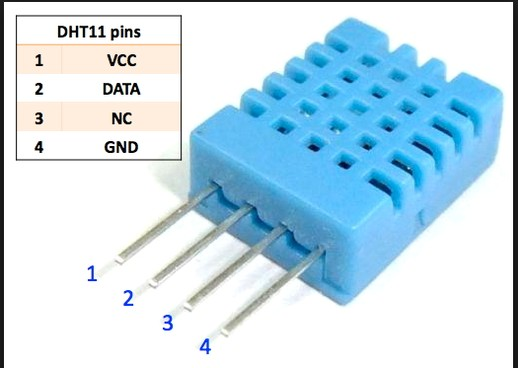 DHT11 pins
1 VCC
2 DATA
3 NC
4 GND
1
2
3
4